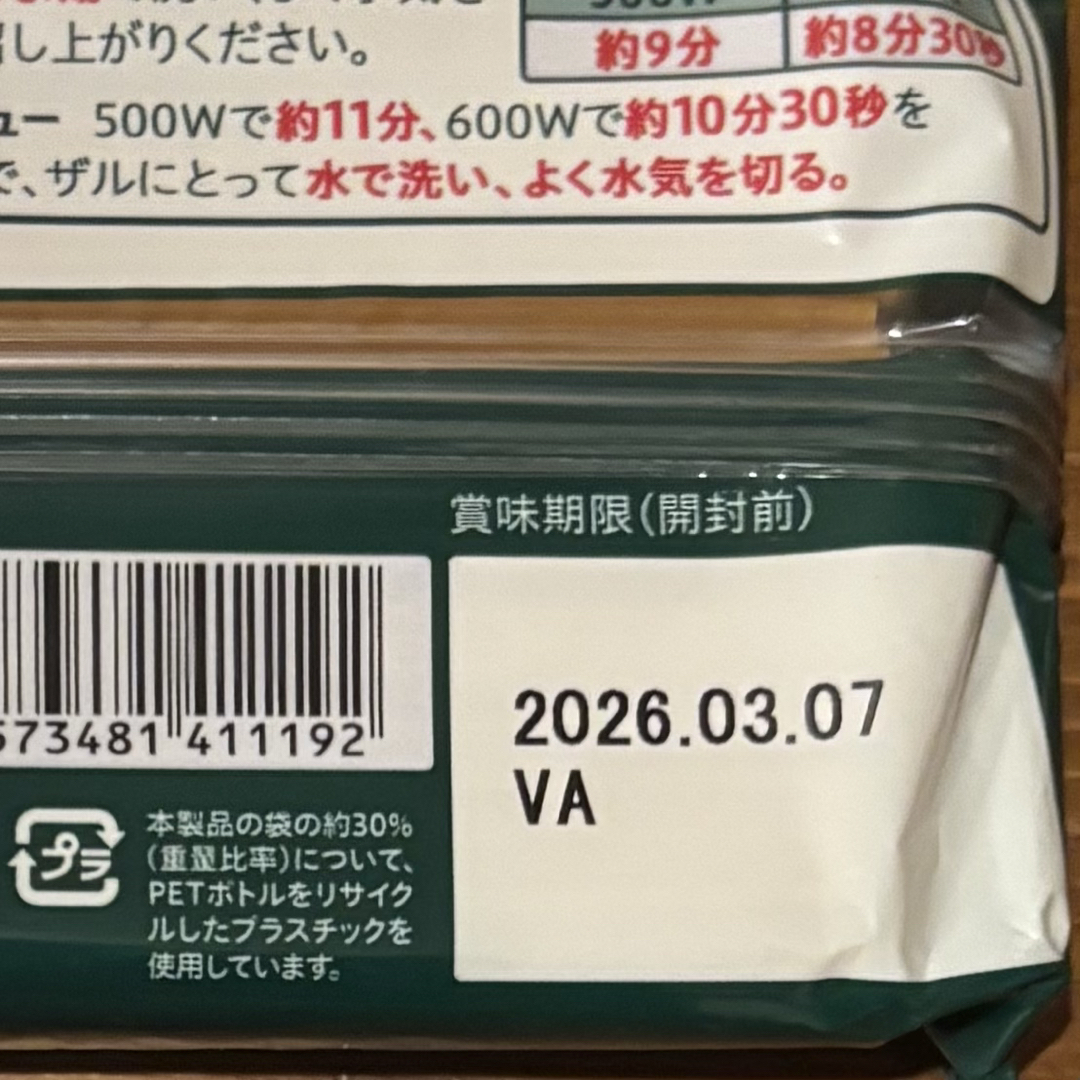 し上がりください。
約9分 約8分30秒
ュー 500Wで約11分、600Wで約10分30秒を
で、ザルにとって水で洗い、よく水気を切る。
賞味期限（開封前）
573481 411192
2026.03.07
VA
プラ
本製品の袋の約30%
（重量比率）について、
PETボトルをリサイク
ルしたプラスチックを
使用しています。